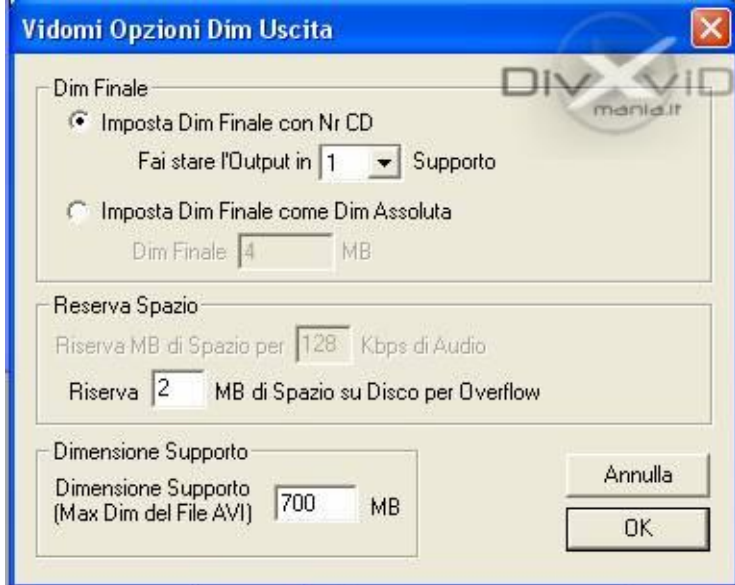 Vidomi Opzioni Dim Uscita
DivXviD
mania.it
Dim Finale
Imposta Dim Finale con Nr CD
Fai stare l'Output in 1 Supporto
Imposta Dim Finale come Dim Assoluta
Dim Finale 4 MB
Reserva Spazio
Riserva MB di Spazio per 128 Kbps di Audio
Riserva 2 MB di Spazio su Disco per Overflow
Dimensione Supporto
Dimensione Supporto
(Max Dim del File AVI) 700 MB
Annulla
OK